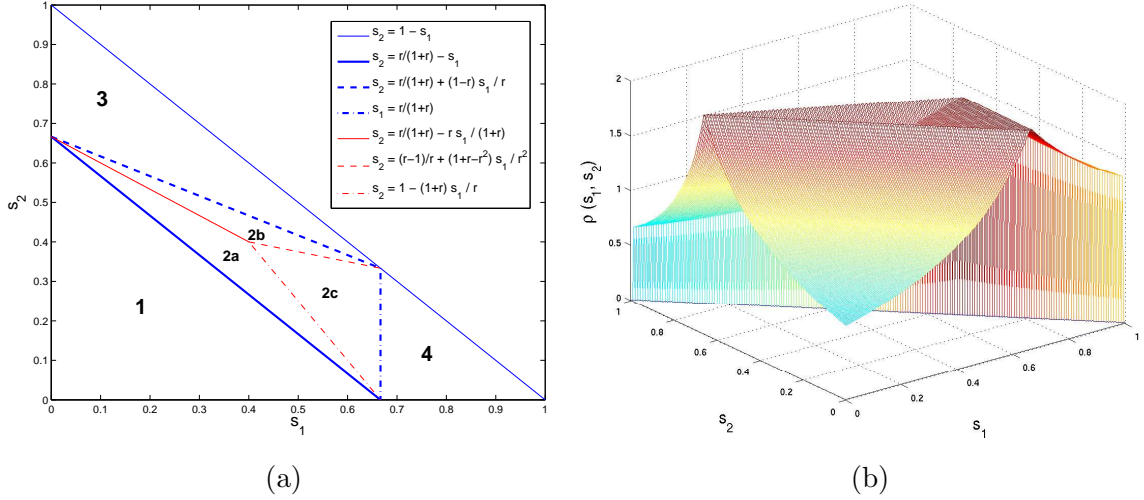 1
0.9
0.8
0.7
0.6
0.5
0.4
0.3
0.2
0.1
0
s2
3
2b
2a
2c
1
4
s2 = 1 − s1
s2 = r/(1+r) − s1
s2 = r/(1+r) + (1−r) s1 / r
s1 = r/(1+r)
s2 = r/(1+r) − r s1 / (1+r)
s2 = (r−1)/r + (1+r−r2) s1 / r2
s2 = 1 − (1+r) s1 / r
0 0.1 0.2 0.3 0.4 0.5 0.6 0.7 0.8 0.9 1
s1
(a)
2
1.5
1
0.5
0
ρ (s1, s2)
1
0.8
0.6
0.4
0.2
0
s2
0
0.2
0.4
0.6
0.8
1
s1
(b)